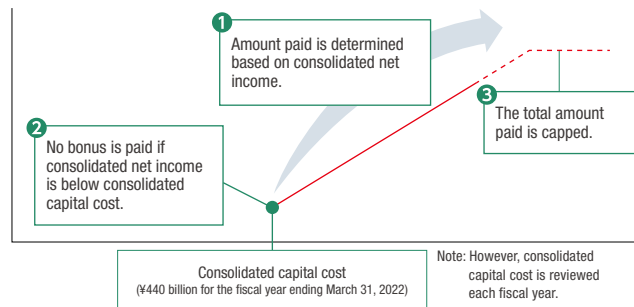 1
Amount paid is determined
based on consolidated net
income.
2
No bonus is paid if
consolidated net income
is below consolidated
capital cost.
3
The total amount
paid is capped.
Consolidated capital cost
(¥440 billion for the fiscal year ending March 31, 2022)
Note: However, consolidated
capital cost is reviewed
each fiscal year.